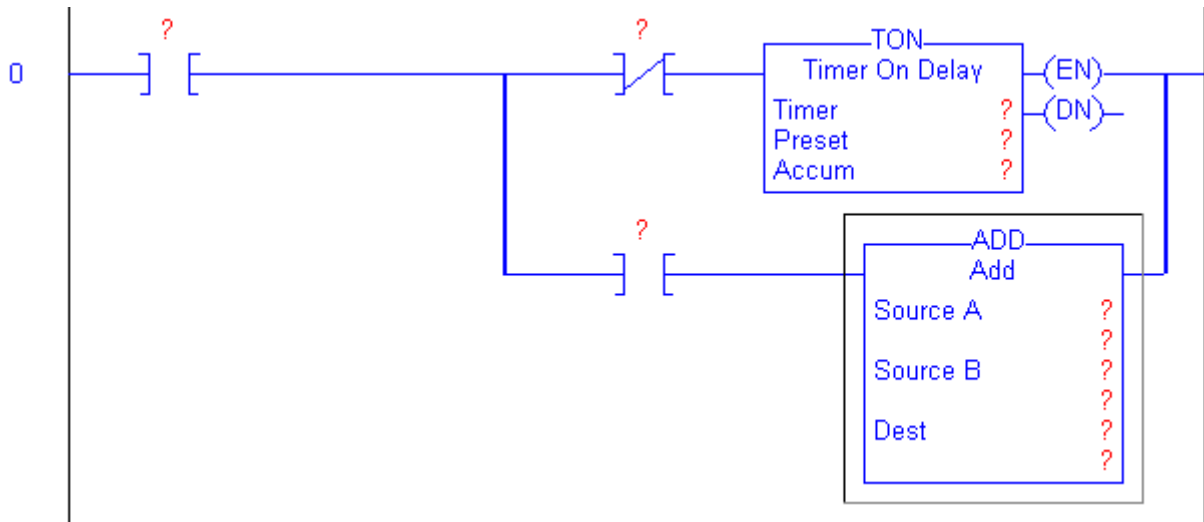 ?
?
0
TON
Timer On Delay
(EN)
Timer ?
(DN)
Preset ?
Accum ?
?
ADD
Add
Source A ?
?
Source B ?
?
Dest ?
?